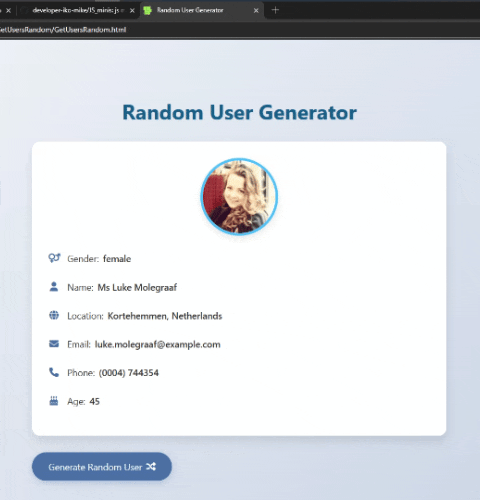 developer-iko-mike/15_minis: js
Random User Generator
GetUsersRandom/GetUsersRandom.html
Random User Generator
Gender: female
Name: Ms Luke Molegraaf
Location: Kortehemmen, Netherlands
Email: luke.molegraaf@example.com
Phone: (0004) 744354
Age: 45
Generate Random User